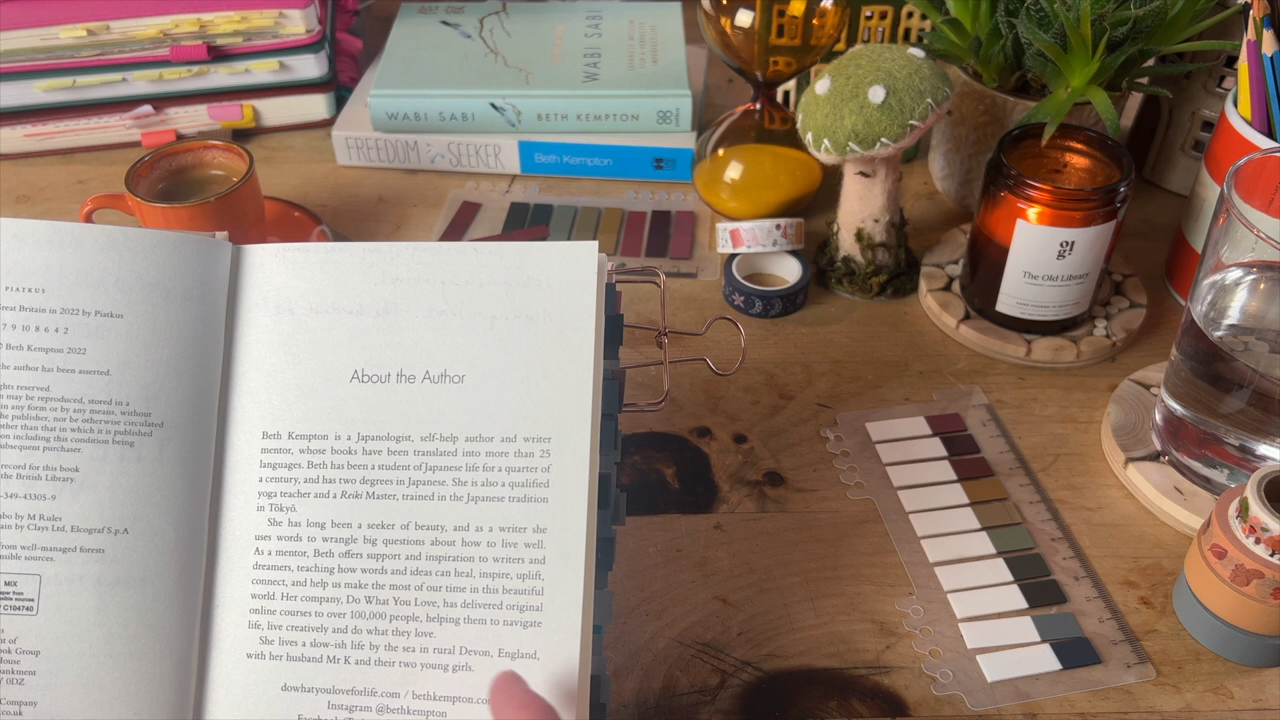 WABI SABI
WABI SABI
BETH KEMPTON
FREEDOM SEEKER
Beth Kempton
The Old Library
PIATKUS
Great Britain in 2022 by Piatkus
7 9 10 8 6 4 2
© Beth Kempton 2022
the author has been asserted.
rights reserved.
may be reproduced, stored in a
in any form or by any means, without
the publisher, nor be otherwise circulated
other than that in which it is published
on including this condition being
subsequent purchaser.
record for this book
the British Library.
-349-43305-9
by M Rules
by Clays Ltd, Elcograf S.p.A
from well-managed forests
MIX
C104740
of
Group
House
0DZ
Company
.co.uk
About the Author
Beth Kempton is a Japanologist, self-help author and writer
mentor, whose books have been translated into more than 25
languages. Beth has been a student of Japanese life for a quarter of
a century, and has two degrees in Japanese. She is also a qualified
yoga teacher and a Reiki Master, trained in the Japanese tradition
in Tōkyō.
She has long been a seeker of beauty, and as a writer she
uses words to wrangle big questions about how to live well.
As a mentor, Beth offers support and inspiration to writers and
dreamers, teaching how words and ideas can heal, inspire, uplift,
connect, and help us make the most of our time in this beautiful
world. Her company, Do What You Love, has delivered original
online courses to over 100,000 people, helping them to navigate
life, live creatively and do what they love.
She lives a slow-ish life by the sea in rural Devon, England,
with her husband Mr K and their two young girls.
dowhatyouloveforlife.com / bethkempton.co
Instagram @bethkempton